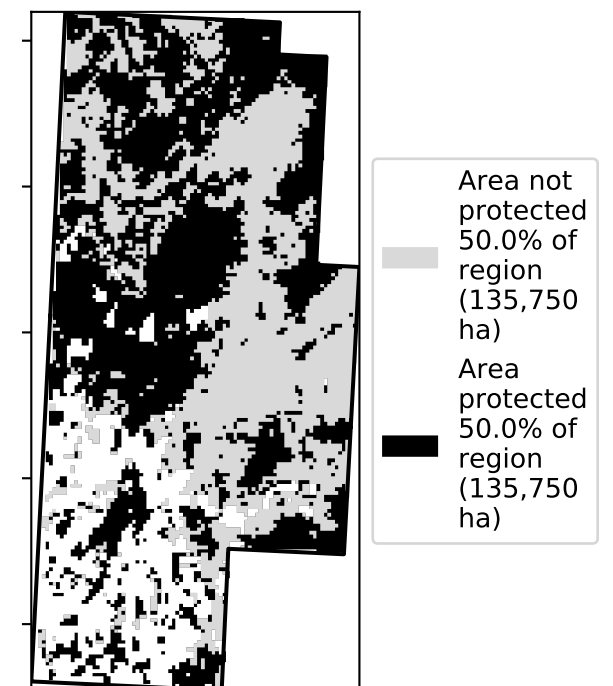 Area not
protected
50.0% of
region
(135,750
ha)
Area
protected
50.0% of
region
(135,750
ha)